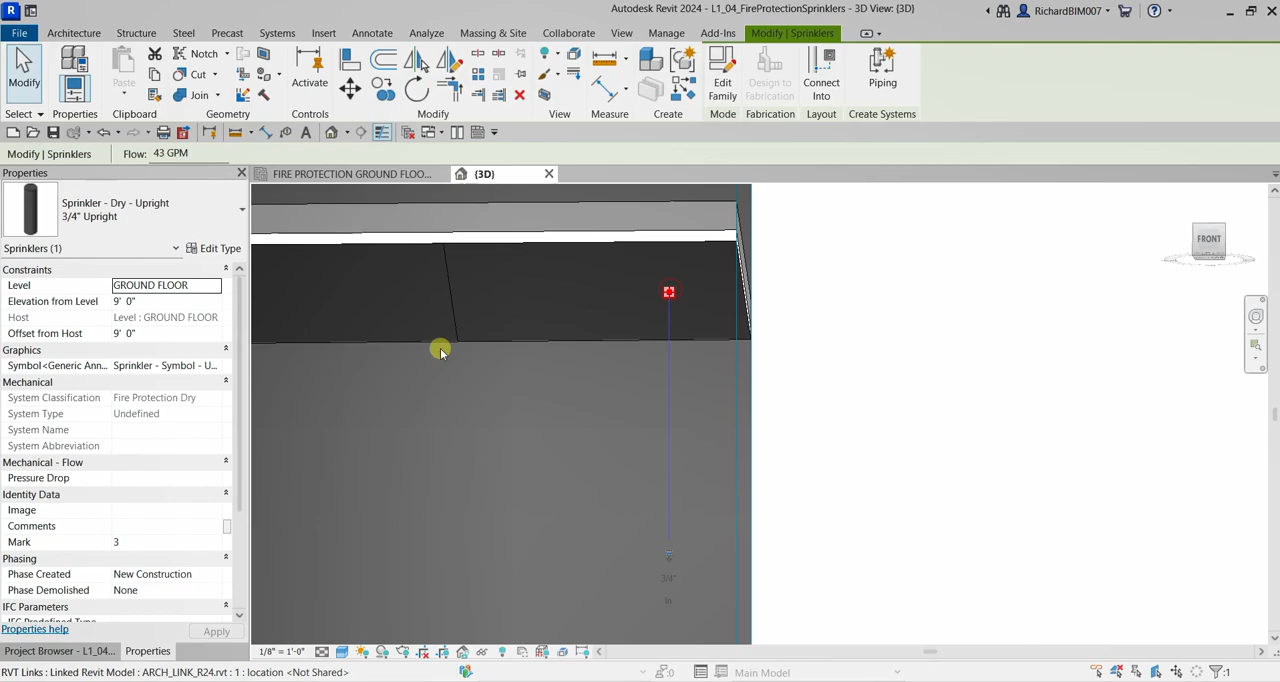 Autodesk Revit 2024 - L1_04_FireProtectionSprinklers - 3D View: {3D}
RichardBIM007
File Architecture Structure Steel Precast Systems Insert Annotate Analyze Massing & Site Collaborate View Manage Add-Ins Modify | Sprinklers
Modify
Paste
Notch
Cut
Join
Activate
Edit
Family
Design to
Fabrication
Connect
Into
Piping
Select Properties Clipboard Geometry Controls Modify View Measure Create Mode Fabrication Layout Create Systems
Modify | Sprinklers Flow: 43 GPM
Properties
FIRE PROTECTION GROUND FLOO...
{3D}
Sprinkler - Dry - Upright
3/4" Upright
Sprinklers (1) Edit Type
Constraints
Level GROUND FLOOR
Elevation from Level 9' 0"
Host Level : GROUND FLOOR
Offset from Host 9' 0"
Graphics
Symbol<Generic Ann... Sprinkler - Symbol - U...
Mechanical
System Classification Fire Protection Dry
System Type Undefined
System Name
System Abbreviation
Mechanical - Flow
Pressure Drop
Identity Data
Image
Comments
Mark 3
Phasing
Phase Created New Construction
Phase Demolished None
IFC Parameters
Properties help Apply
Project Browser - L1_04... Properties
FRONT
3/4"
In
1/8" = 1'-0"
RVT Links : Linked Revit Model : ARCH_LINK_R24.rvt : 1 : location <Not Shared>
:0
Main Model
:1